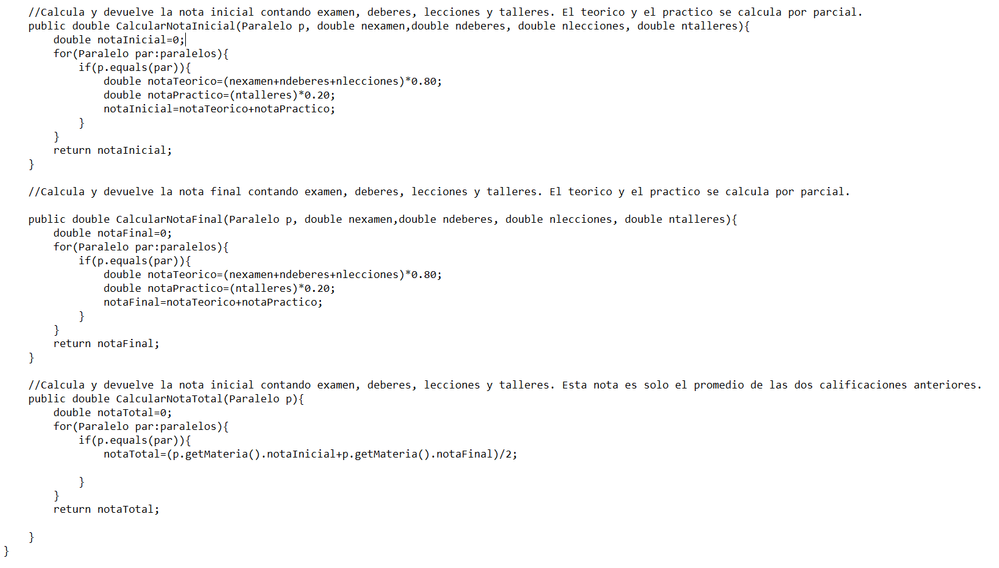 //Calcula y devuelve la nota inicial contando examen, deberes, lecciones y talleres. El teorico y el practico se calcula por parcial.
public double CalcularNotaInicial(Paralelo p, double nexamen,double ndeberes, double nlecciones, double ntalleres){
double notaInicial=0;
for(Paralelo par:paralelos){
if(p.equals(par)){
double notaTeorico=(nexamen+ndeberes+nlecciones)*0.80;
double notaPractico=(ntalleres)*0.20;
notaInicial=notaTeorico+notaPractico;
}
}
return notaInicial;
}
//Calcula y devuelve la nota final contando examen, deberes, lecciones y talleres. El teorico y el practico se calcula por parcial.
public double CalcularNotaFinal(Paralelo p, double nexamen,double ndeberes, double nlecciones, double ntalleres){
double notaFinal=0;
for(Paralelo par:paralelos){
if(p.equals(par)){
double notaTeorico=(nexamen+ndeberes+nlecciones)*0.80;
double notaPractico=(ntalleres)*0.20;
notaFinal=notaTeorico+notaPractico;
}
}
return notaFinal;
}
//Calcula y devuelve la nota inicial contando examen, deberes, lecciones y talleres. Esta nota es solo el promedio de las dos calificaciones anteriores.
public double CalcularNotaTotal(Paralelo p){
double notaTotal=0;
for(Paralelo par:paralelos){
if(p.equals(par)){
notaTotal=(p.getMateria().notaInicial+p.getMateria().notaFinal)/2;
}
}
return notaTotal;
}
}